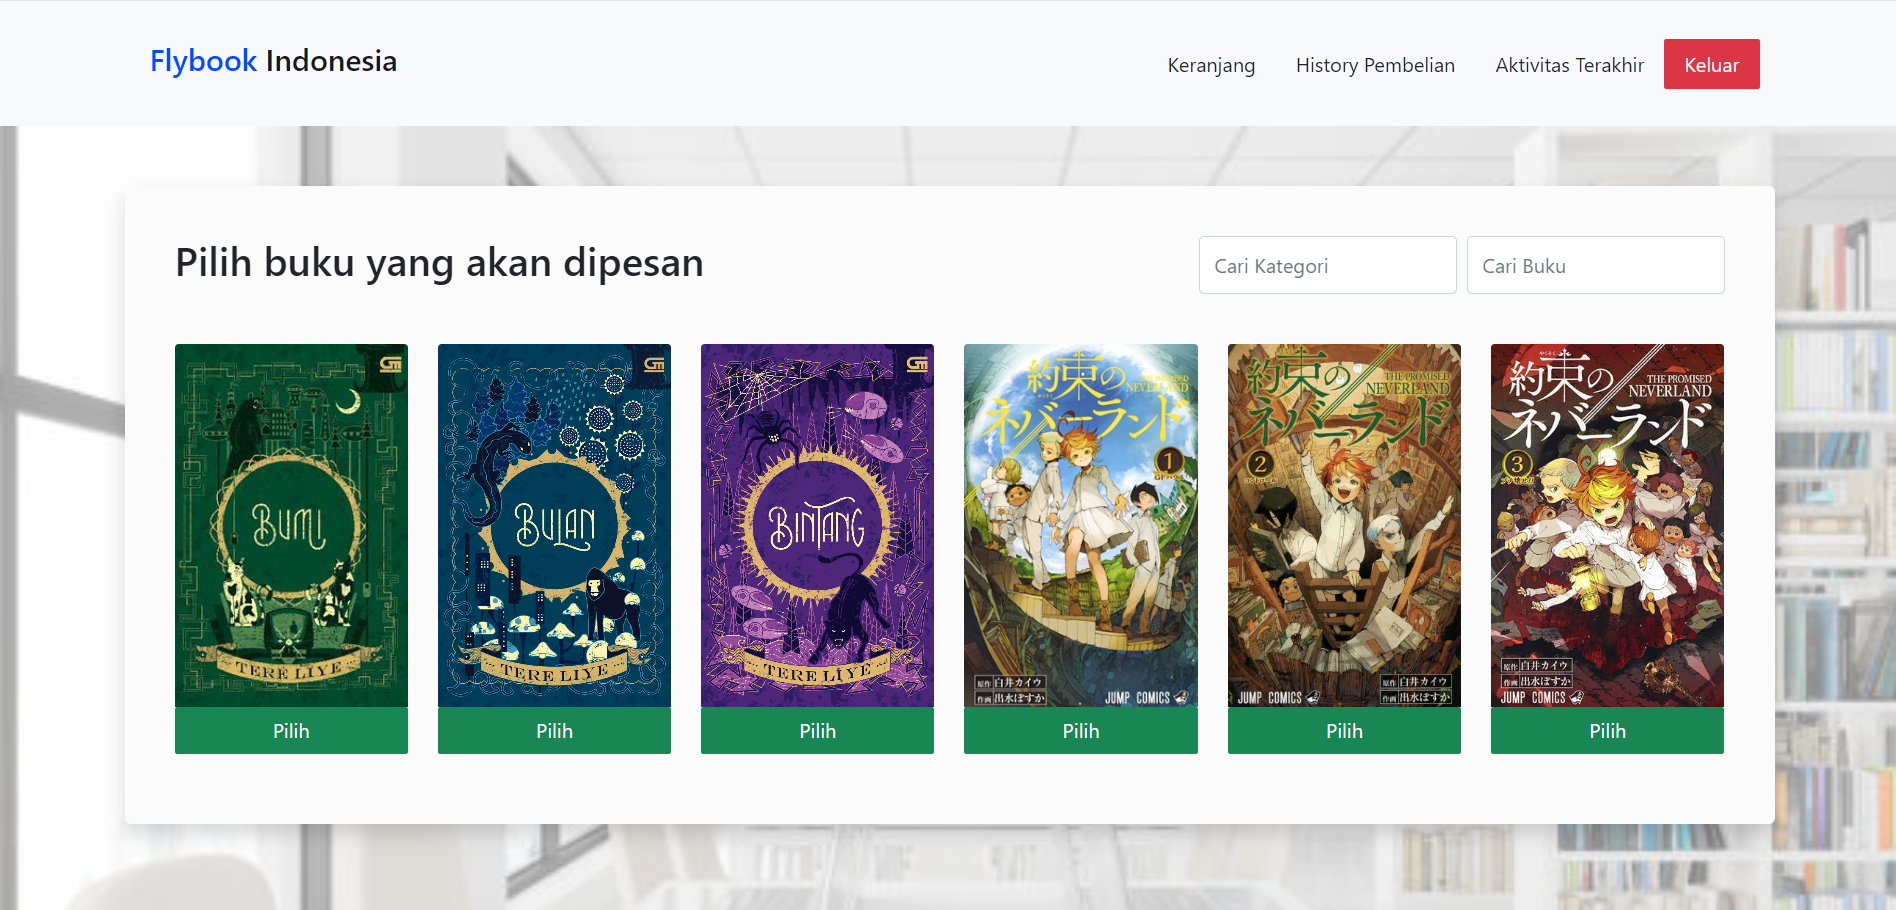 Flybook Indonesia
Keranjang
History Pembelian
Aktivitas Terakhir
Keluar
Pilih buku yang akan dipesan
Cari Kategori
Cari Buku
BUMI
TERE LIYE
Pilih
BULAN
TERE LIYE
Pilih
BINTANG
TERE LIYE
Pilih
約束の
ネバーランド
THE PROMISED
NEVERLAND
1
原作 白井カイウ
作画 出水ぽすか
JUMP COMICS
Pilih
約束の
ネバーランド
THE PROMISED
NEVERLAND
2
原作 白井カイウ
作画 出水ぽすか
JUMP COMICS
Pilih
やくそく
約束の
ネバーランド
THE PROMISED
NEVERLAND
3
原作 白井カイウ
作画 出水ぽすか
JUMP COMICS
Pilih